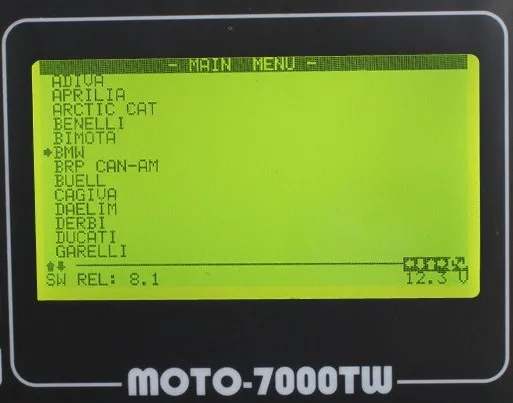 - MAIN MENU -
ADIVA
APRILIA
ARCTIC CAT
BENELLI
BIMOTA
BMW
BRP CAN-AM
BUELL
CAGIVA
DAELIM
DERBI
DUCATI
GARELLI
SW REL: 8.1 12.3 V
MOTO-7000TW